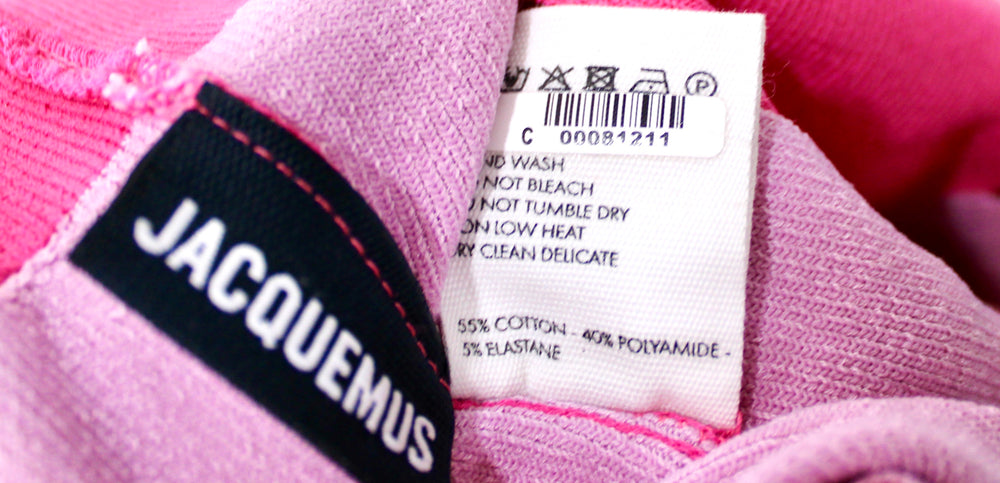 JACQUEMUS
P
C 00081211
ND WASH
NOT BLEACH
NOT TUMBLE DRY
ON LOW HEAT
RY CLEAN DELICATE
55% COTTON - 40% POLYAMIDE -
5% ELASTANE